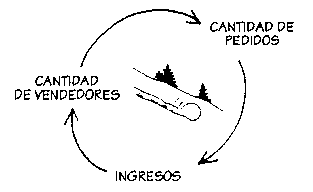 CANTIDAD DE
PEDIDOS
CANTIDAD
DE VENDEDORES
INGRESOS